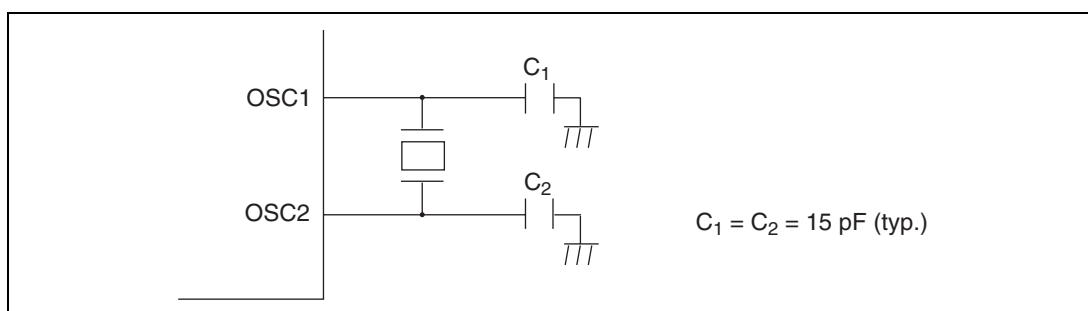 C₁
OSC1
C₂
OSC2
C₁ = C₂ = 15 pF (typ.)